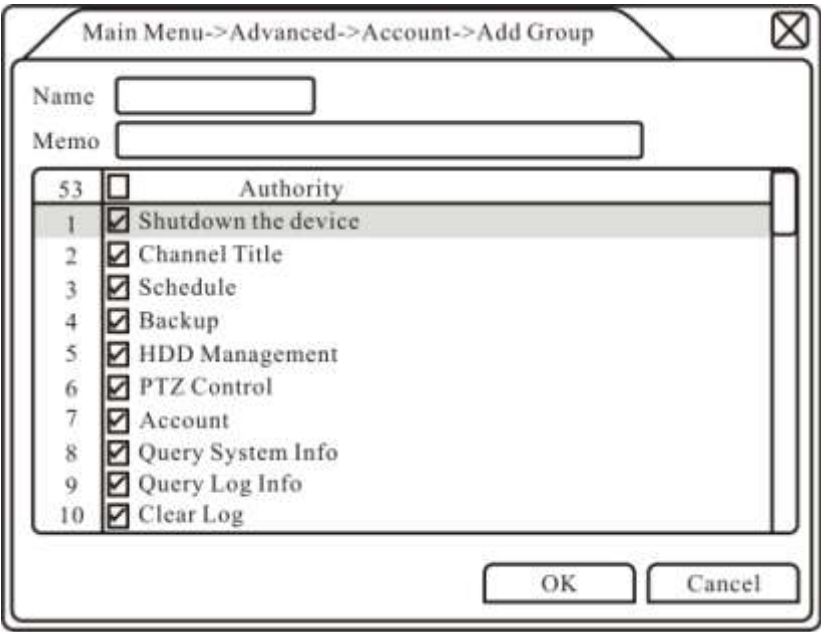 Main Menu->Advanced->Account->Add Group
Name
Memo
53 Authority
1 Shutdown the device
2 Channel Title
3 Schedule
4 Backup
5 HDD Management
6 PTZ Control
7 Account
8 Query System Info
9 Query Log Info
10 Clear Log
OK Cancel